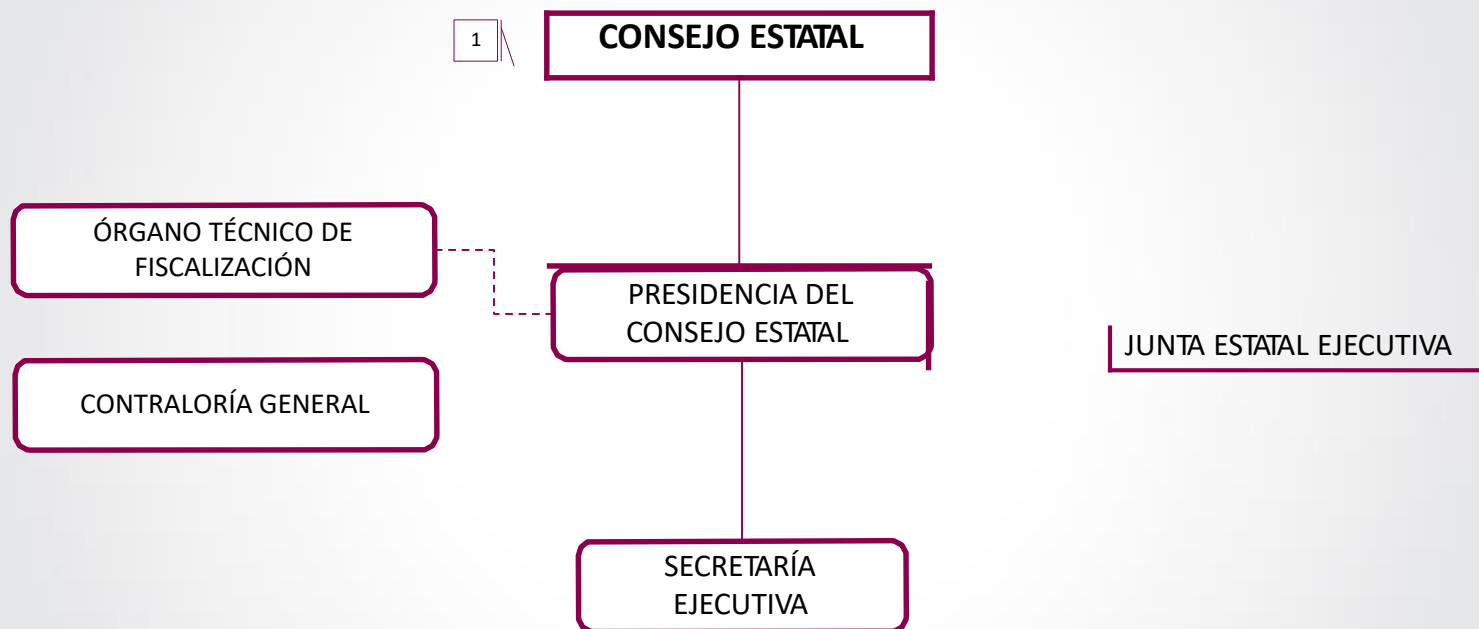 1
CONSEJO ESTATAL
ÓRGANO TÉCNICO DE
FISCALIZACIÓN
PRESIDENCIA DEL
CONSEJO ESTATAL
JUNTA ESTATAL EJECUTIVA
CONTRALORÍA GENERAL
SECRETARÍA
EJECUTIVA